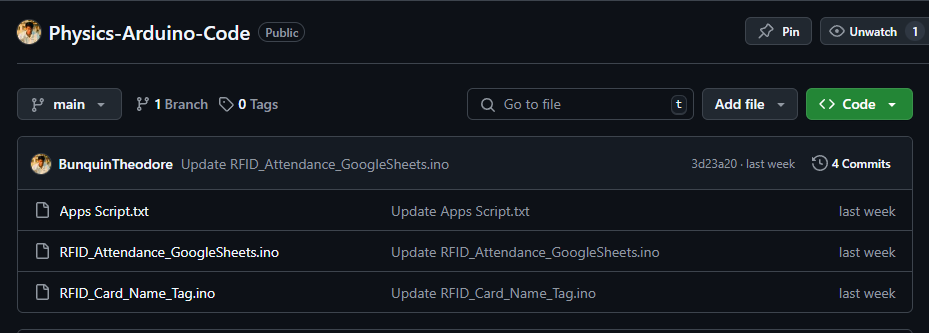 Physics-Arduino-Code Public Pin Unwatch 1
main 1 Branch 0 Tags Go to file t Add file Code
BunquinTheodore Update RFID_Attendance_GoogleSheets.ino 3d23a20 · last week 4 Commits
Apps Script.txt Update Apps Script.txt last week
RFID_Attendance_GoogleSheets.ino Update RFID_Attendance_GoogleSheets.ino last week
RFID_Card_Name_Tag.ino Update RFID_Card_Name_Tag.ino last week